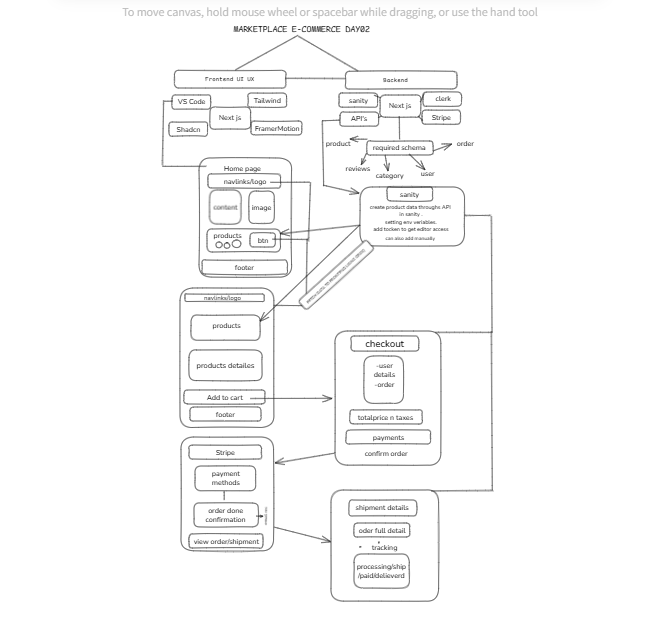 To move canvas, hold mouse wheel or spacebar while dragging, or use the hand tool
MARKETPLACE E-COMMERCE DAY02
Frontend UI UX
Backend
VS Code
Tailwind
Next js
Shadcn
FramerMotion
sanity
Next js
clerk
API's
Stripe
product
required schema
order
reviews
category
user
Home page
navlinks/logo
content
image
products
btn
footer
sanity
create product data throughs API
in sanity .
setting env veriables.
add tocken to get editor access
can also add manually
navlinks/logo
products
products detailes
Add to cart
footer
checkout
-user
details
-order
totalprice n taxes
payments
confirm order
Stripe
payment
methods
order done
confirmation
view order/shipment
shipment details
oder full detail
tracking
processing/ship
/paid/delieverd